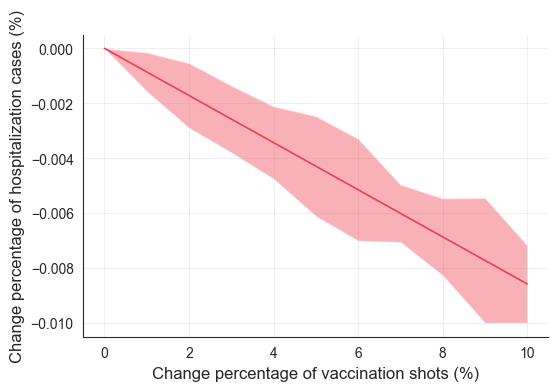 Change percentage of hospitalization cases (%)
0.000
−0.002
−0.004
−0.006
−0.008
−0.010
0 2 4 6 8 10
Change percentage of vaccination shots (%)